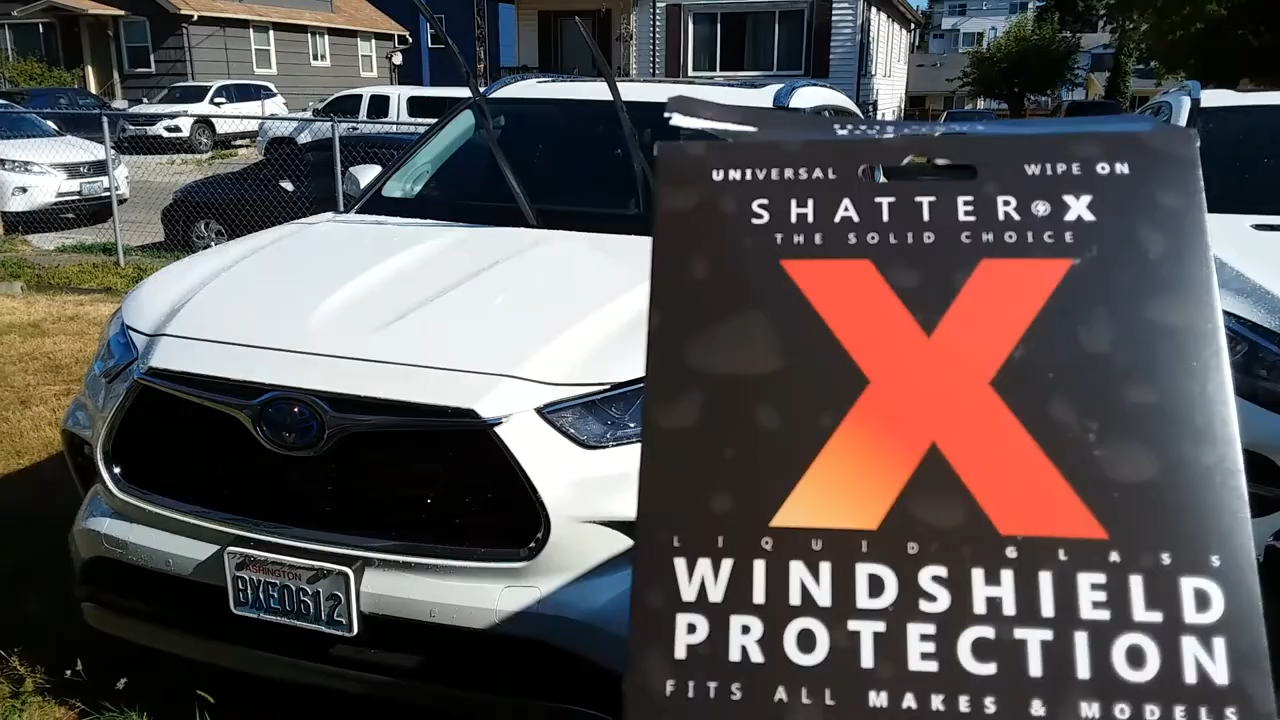 UNIVERSAL WIPE ON
SHATTER X
THE SOLID CHOICE
X
LIQUID GLASS
WINDSHIELD
PROTECTION
FITS ALL MAKES & MODELS
WASHINGTON
BXE0612